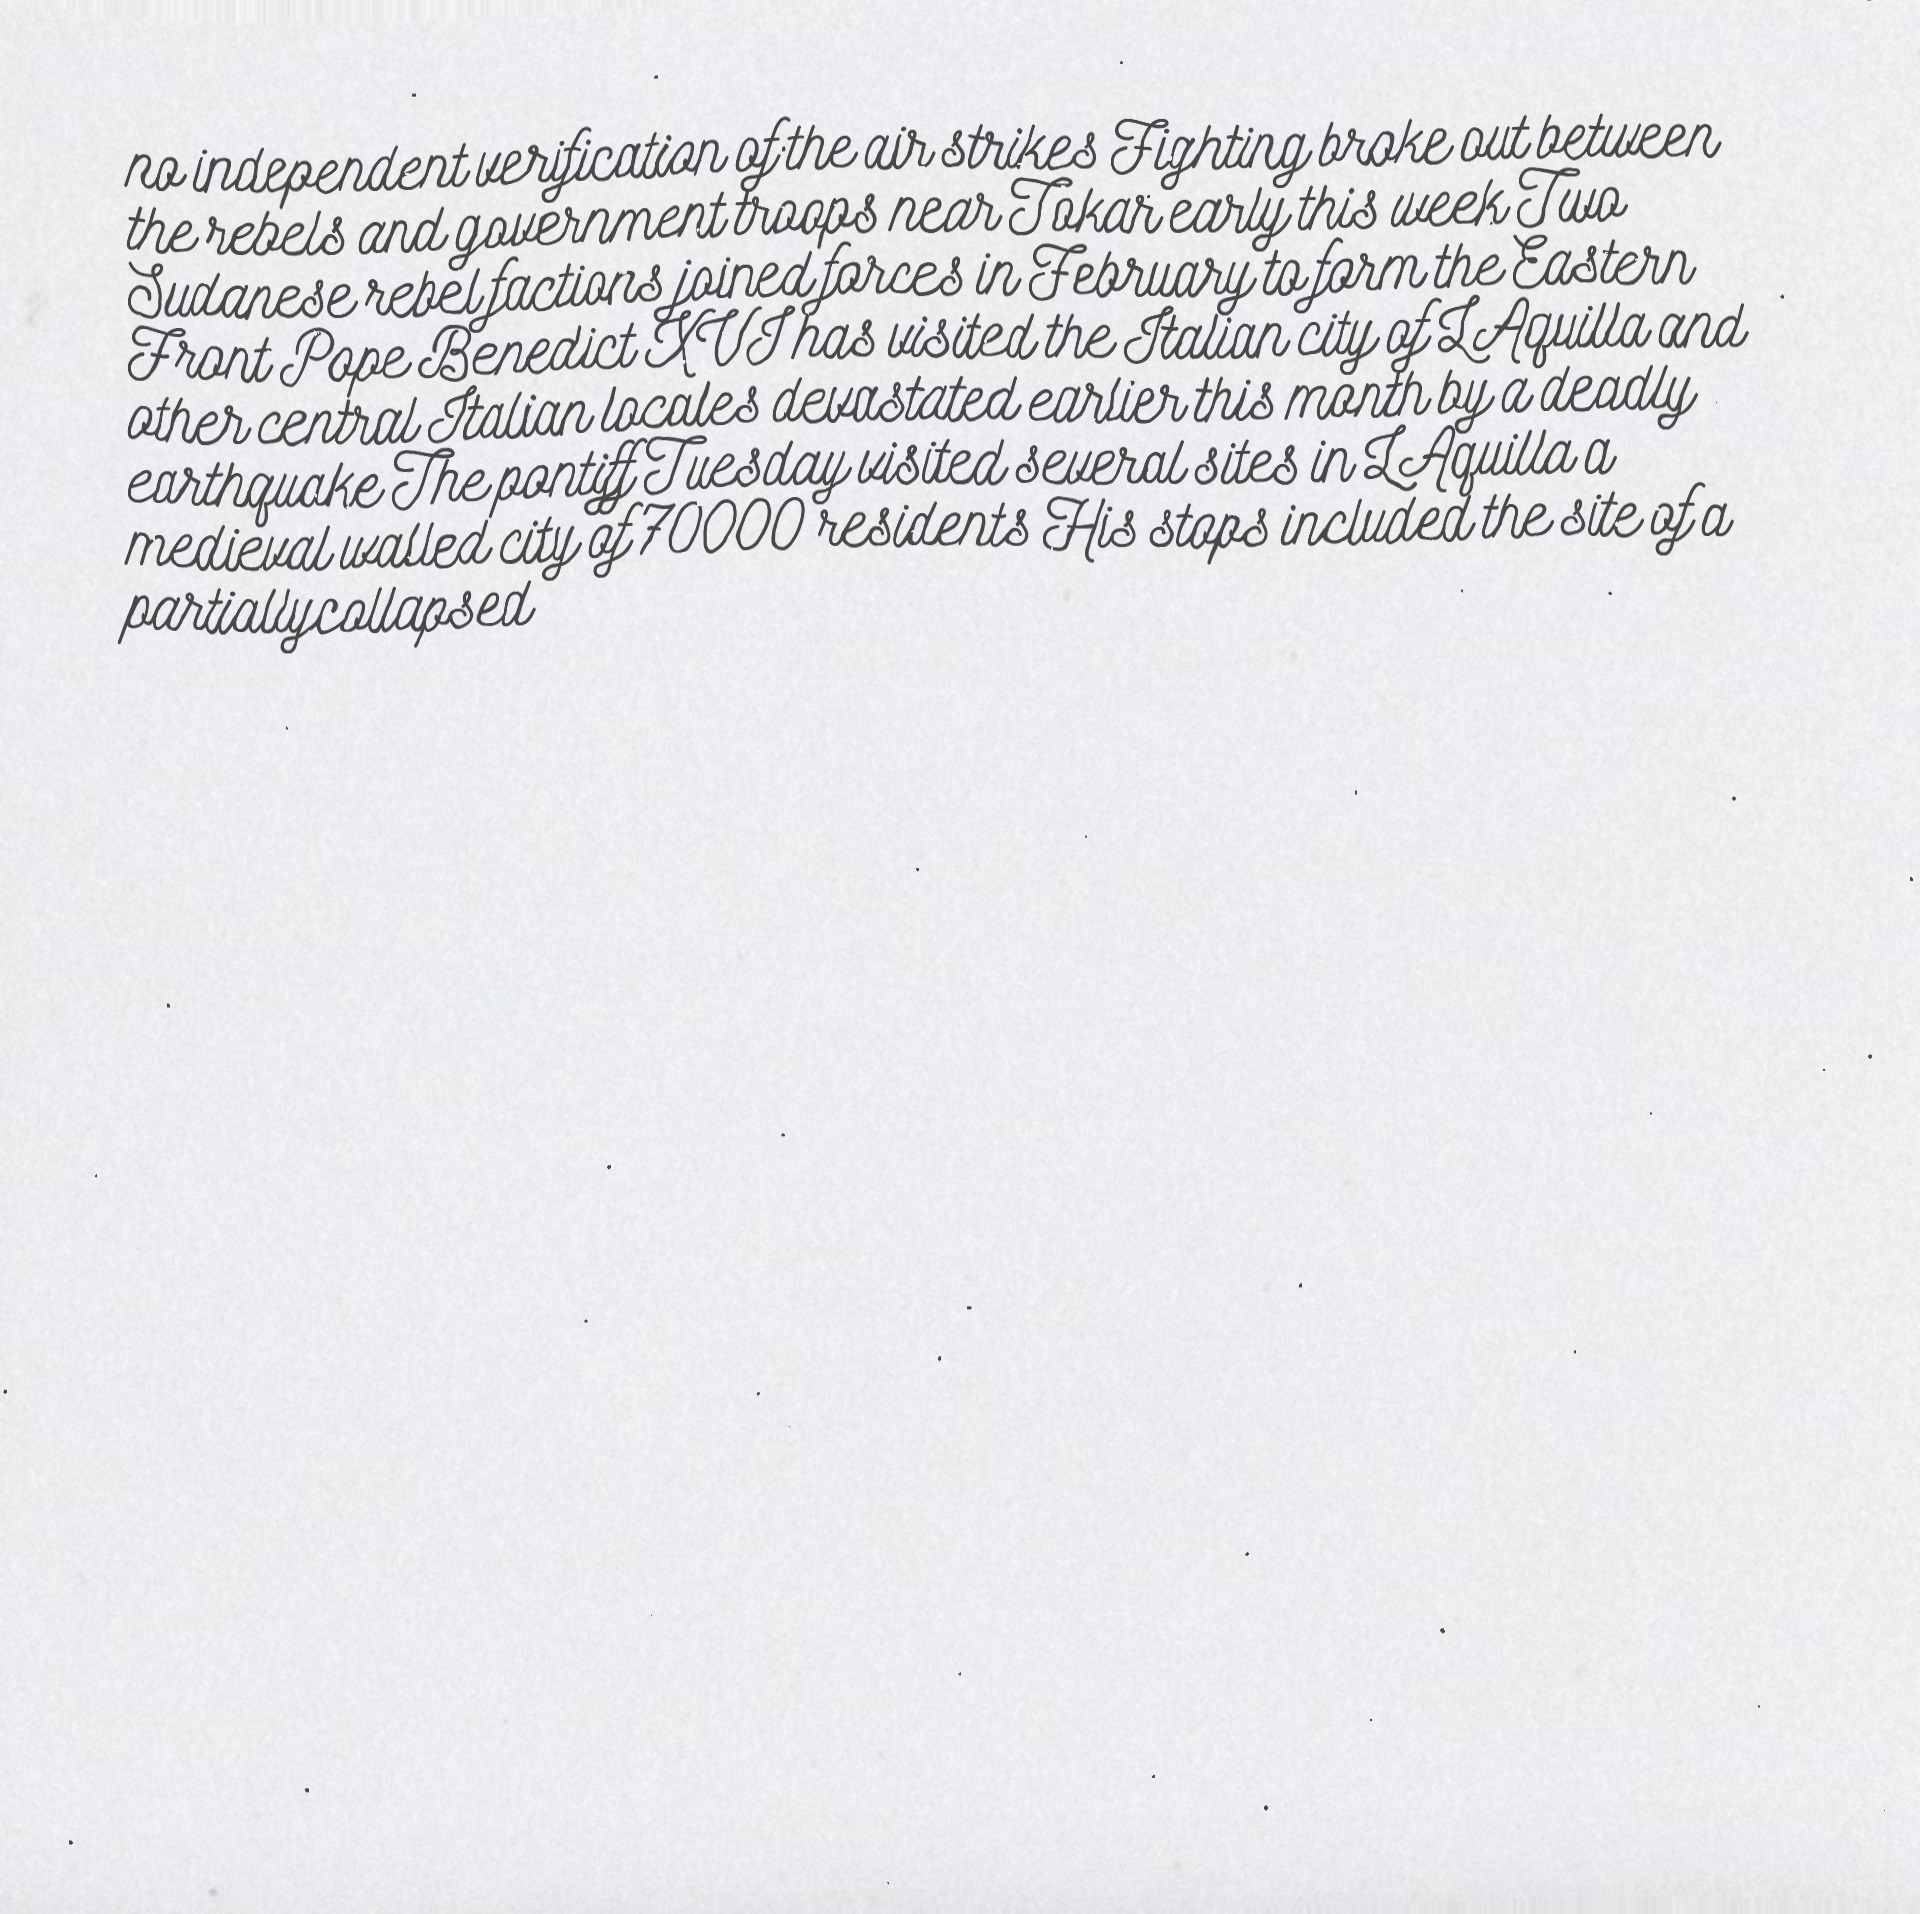 no independent verification of the air strikes Fighting broke out between
the rebels and government troops near Tokar early this week Two
Sudanese rebel factions joined forces in February to form the Eastern
Front Pope Benedict XVI has visited the Italian city of LAquilla and
other central Italian locales devastated earlier this month by a deadly
earthquake The pontiff Tuesday visited several sites in LAquilla a
medieval walled city of 70000 residents His stops included the site of a
partiallycollapsed